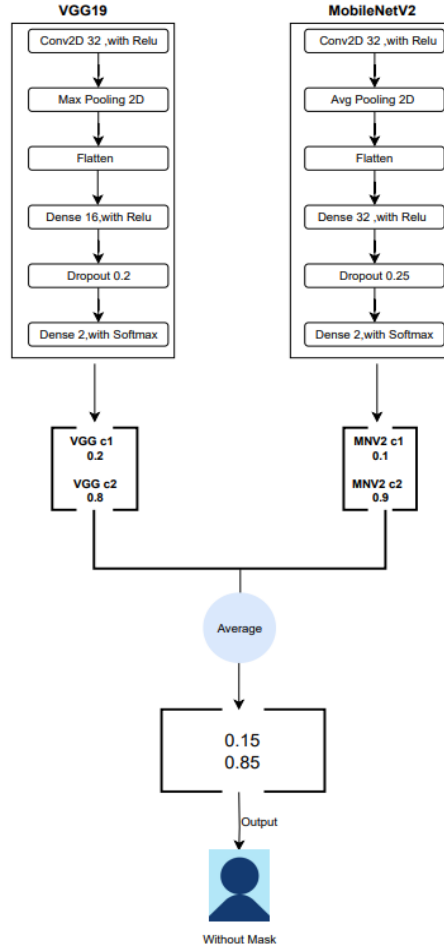 VGG19
Conv2D 32 ,with Relu
Max Pooling 2D
Flatten
Dense 16,with Relu
Dropout 0.2
Dense 2,with Softmax
VGG c1
0.2
VGG c2
0.8
MobileNetV2
Conv2D 32 ,with Relu
Avg Pooling 2D
Flatten
Dense 32 ,with Relu
Dropout 0.25
Dense 2,with Softmax
MNV2 c1
0.1
MNV2 c2
0.9
Average
0.15
0.85
Output
Without Mask